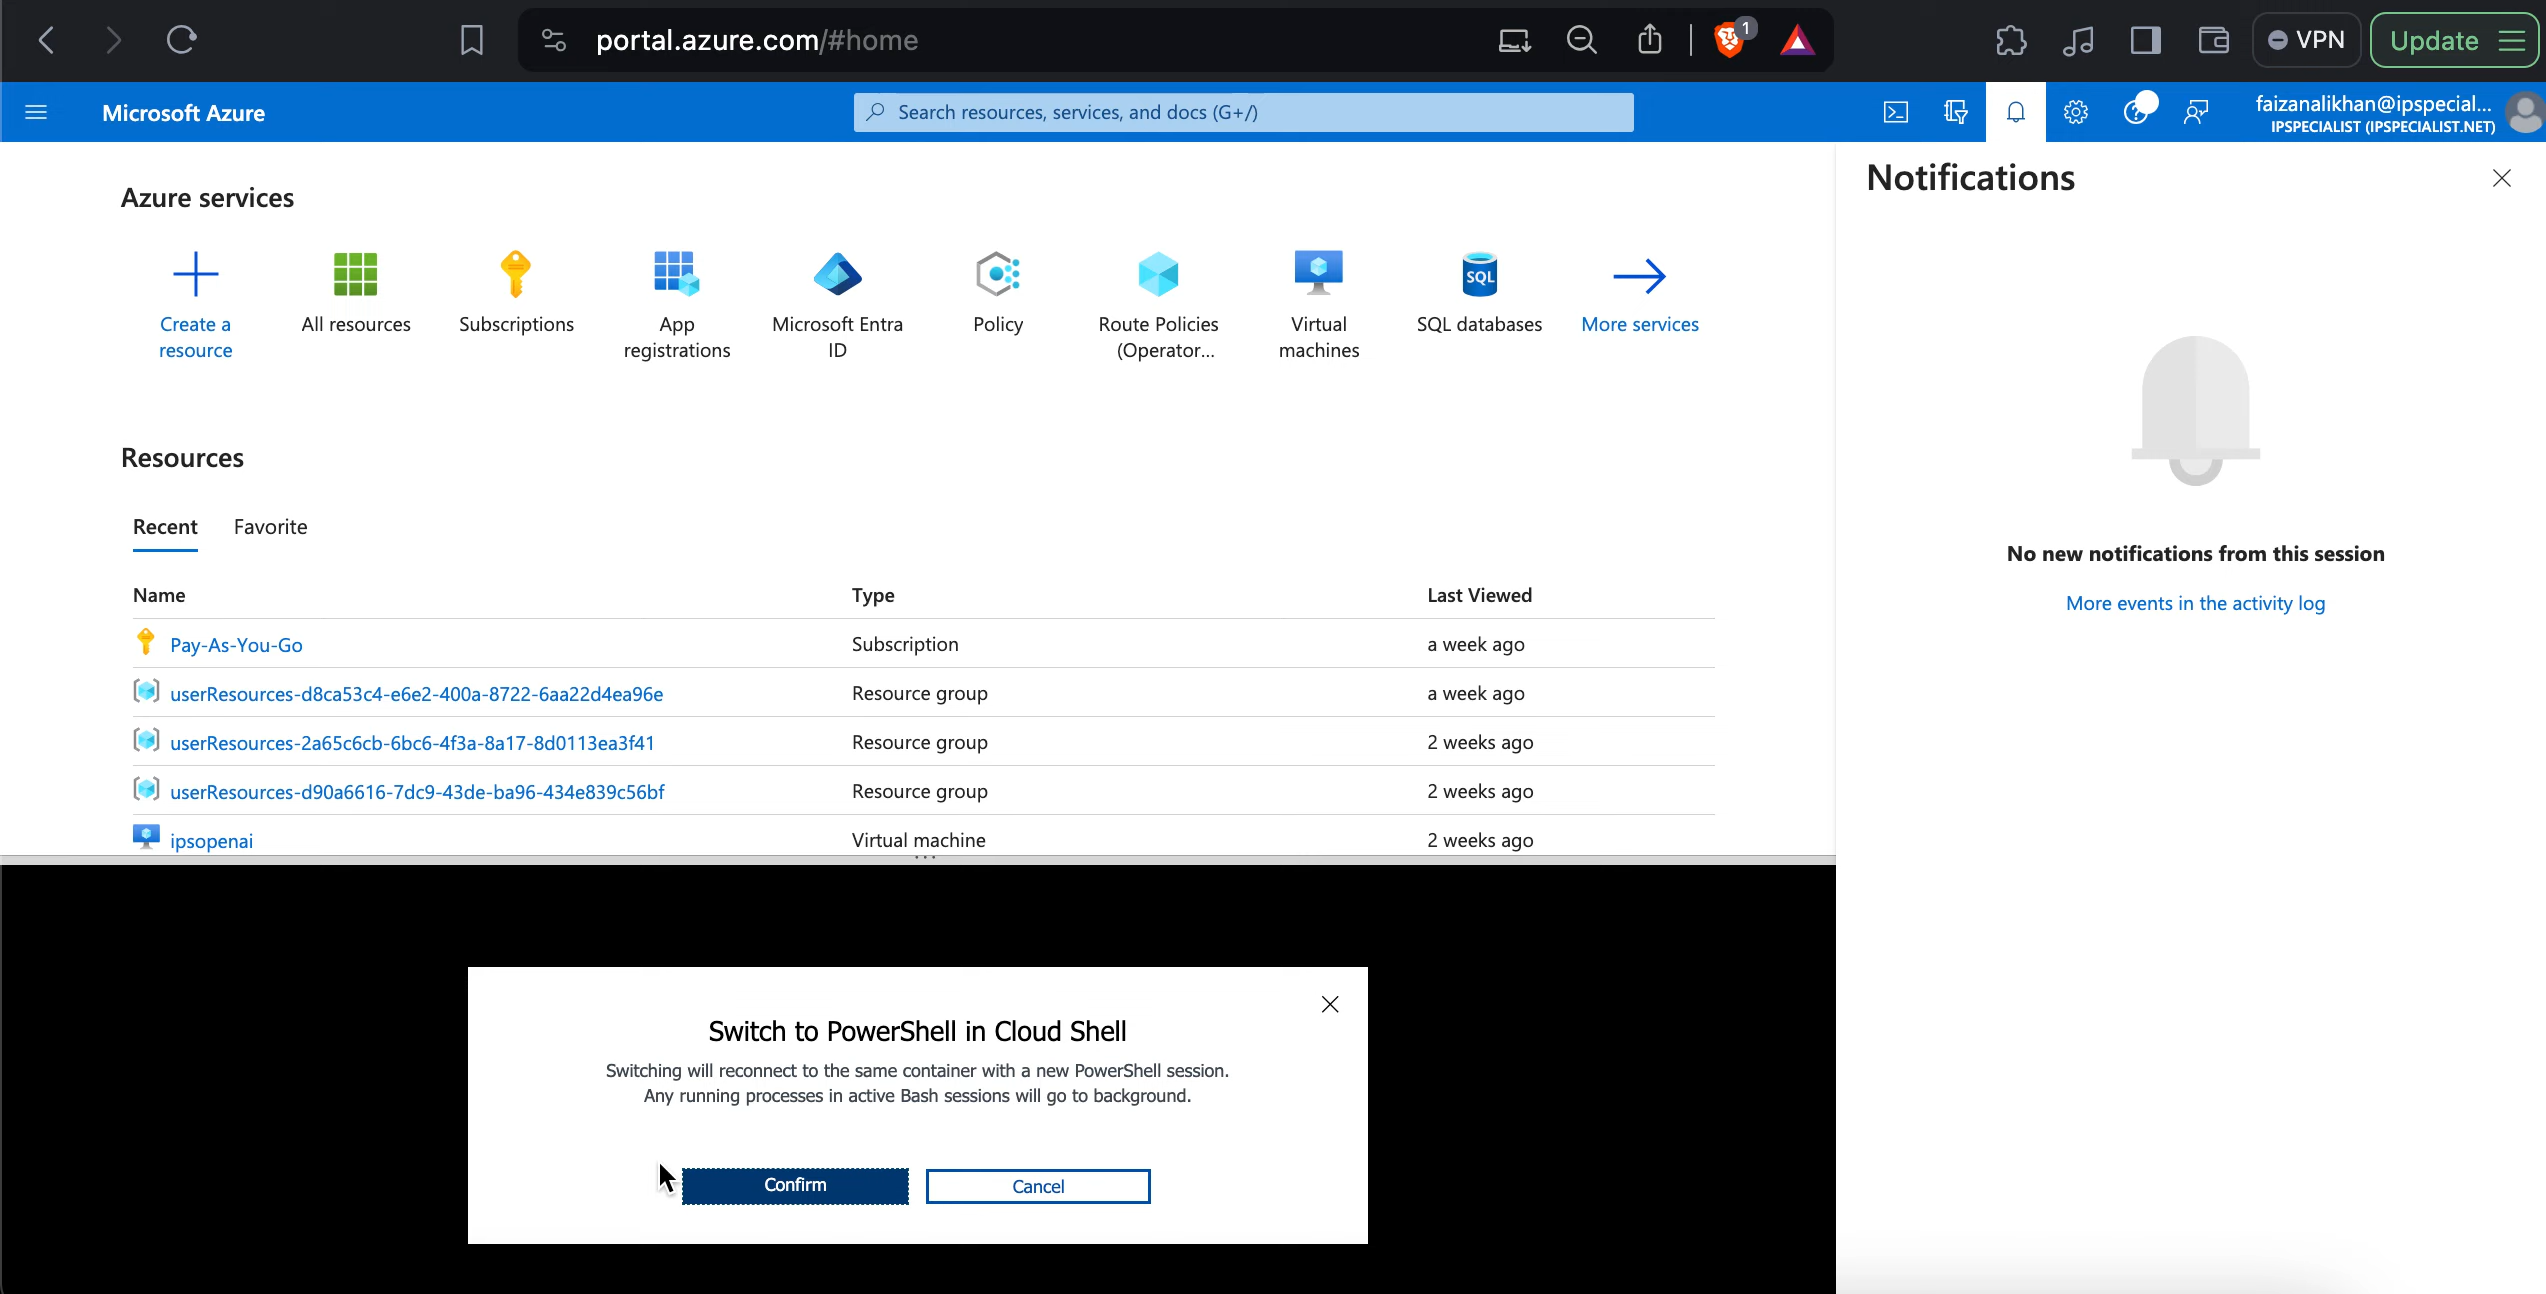 portal.azure.com/#home
1
VPN
Update
Microsoft Azure
Search resources, services, and docs (G+/)
faizanalikhan@ipspecial...
IPSPECIALIST (IPSPECIALIST.NET)
Azure services
Create a
resource
All resources
Subscriptions
App
registrations
Microsoft Entra
ID
Policy
Route Policies
(Operator...
Virtual
machines
SQL
SQL databases
More services
Resources
Recent
Favorite
Name
Type
Last Viewed
Pay-As-You-Go
Subscription
a week ago
userResources-d8ca53c4-e6e2-400a-8722-6aa22d4ea96e
Resource group
a week ago
userResources-2a65c6cb-6bc6-4f3a-8a17-8d0113ea3f41
Resource group
2 weeks ago
userResources-d90a6616-7dc9-43de-ba96-434e839c56bf
Resource group
2 weeks ago
ipsopenai
Virtual machine
2 weeks ago
Notifications
No new notifications from this session
More events in the activity log
Switch to PowerShell in Cloud Shell
Switching will reconnect to the same container with a new PowerShell session.
Any running processes in active Bash sessions will go to background.
Confirm
Cancel